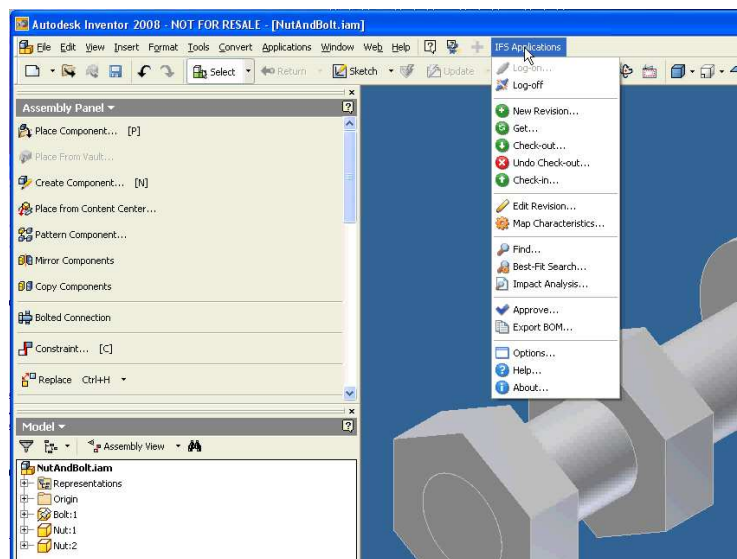 Autodesk Inventor 2008 - NOT FOR RESALE - [NutAndBolt.iam]
File Edit View Insert Format Tools Convert Applications Window Web Help IFS Applications
Select Return Sketch Update
Log-on...
Log-off
New Revision...
Get...
Check-out...
Undo Check-out...
Check-in...
Edit Revision...
Map Characteristics...
Find...
Best-Fit Search...
Impact Analysis...
Approve...
Export BOM...
Options...
Help...
About...
Assembly Panel
Place Component... [P]
Place From Vault...
Create Component... [N]
Place from Content Center...
Pattern Component...
Mirror Components
Copy Components
Bolted Connection
Constraint... [C]
Replace Ctrl+H
Model
Assembly View
NutAndBolt.iam
Representations
Origin
Bolt:1
Nut:1
Nut:2